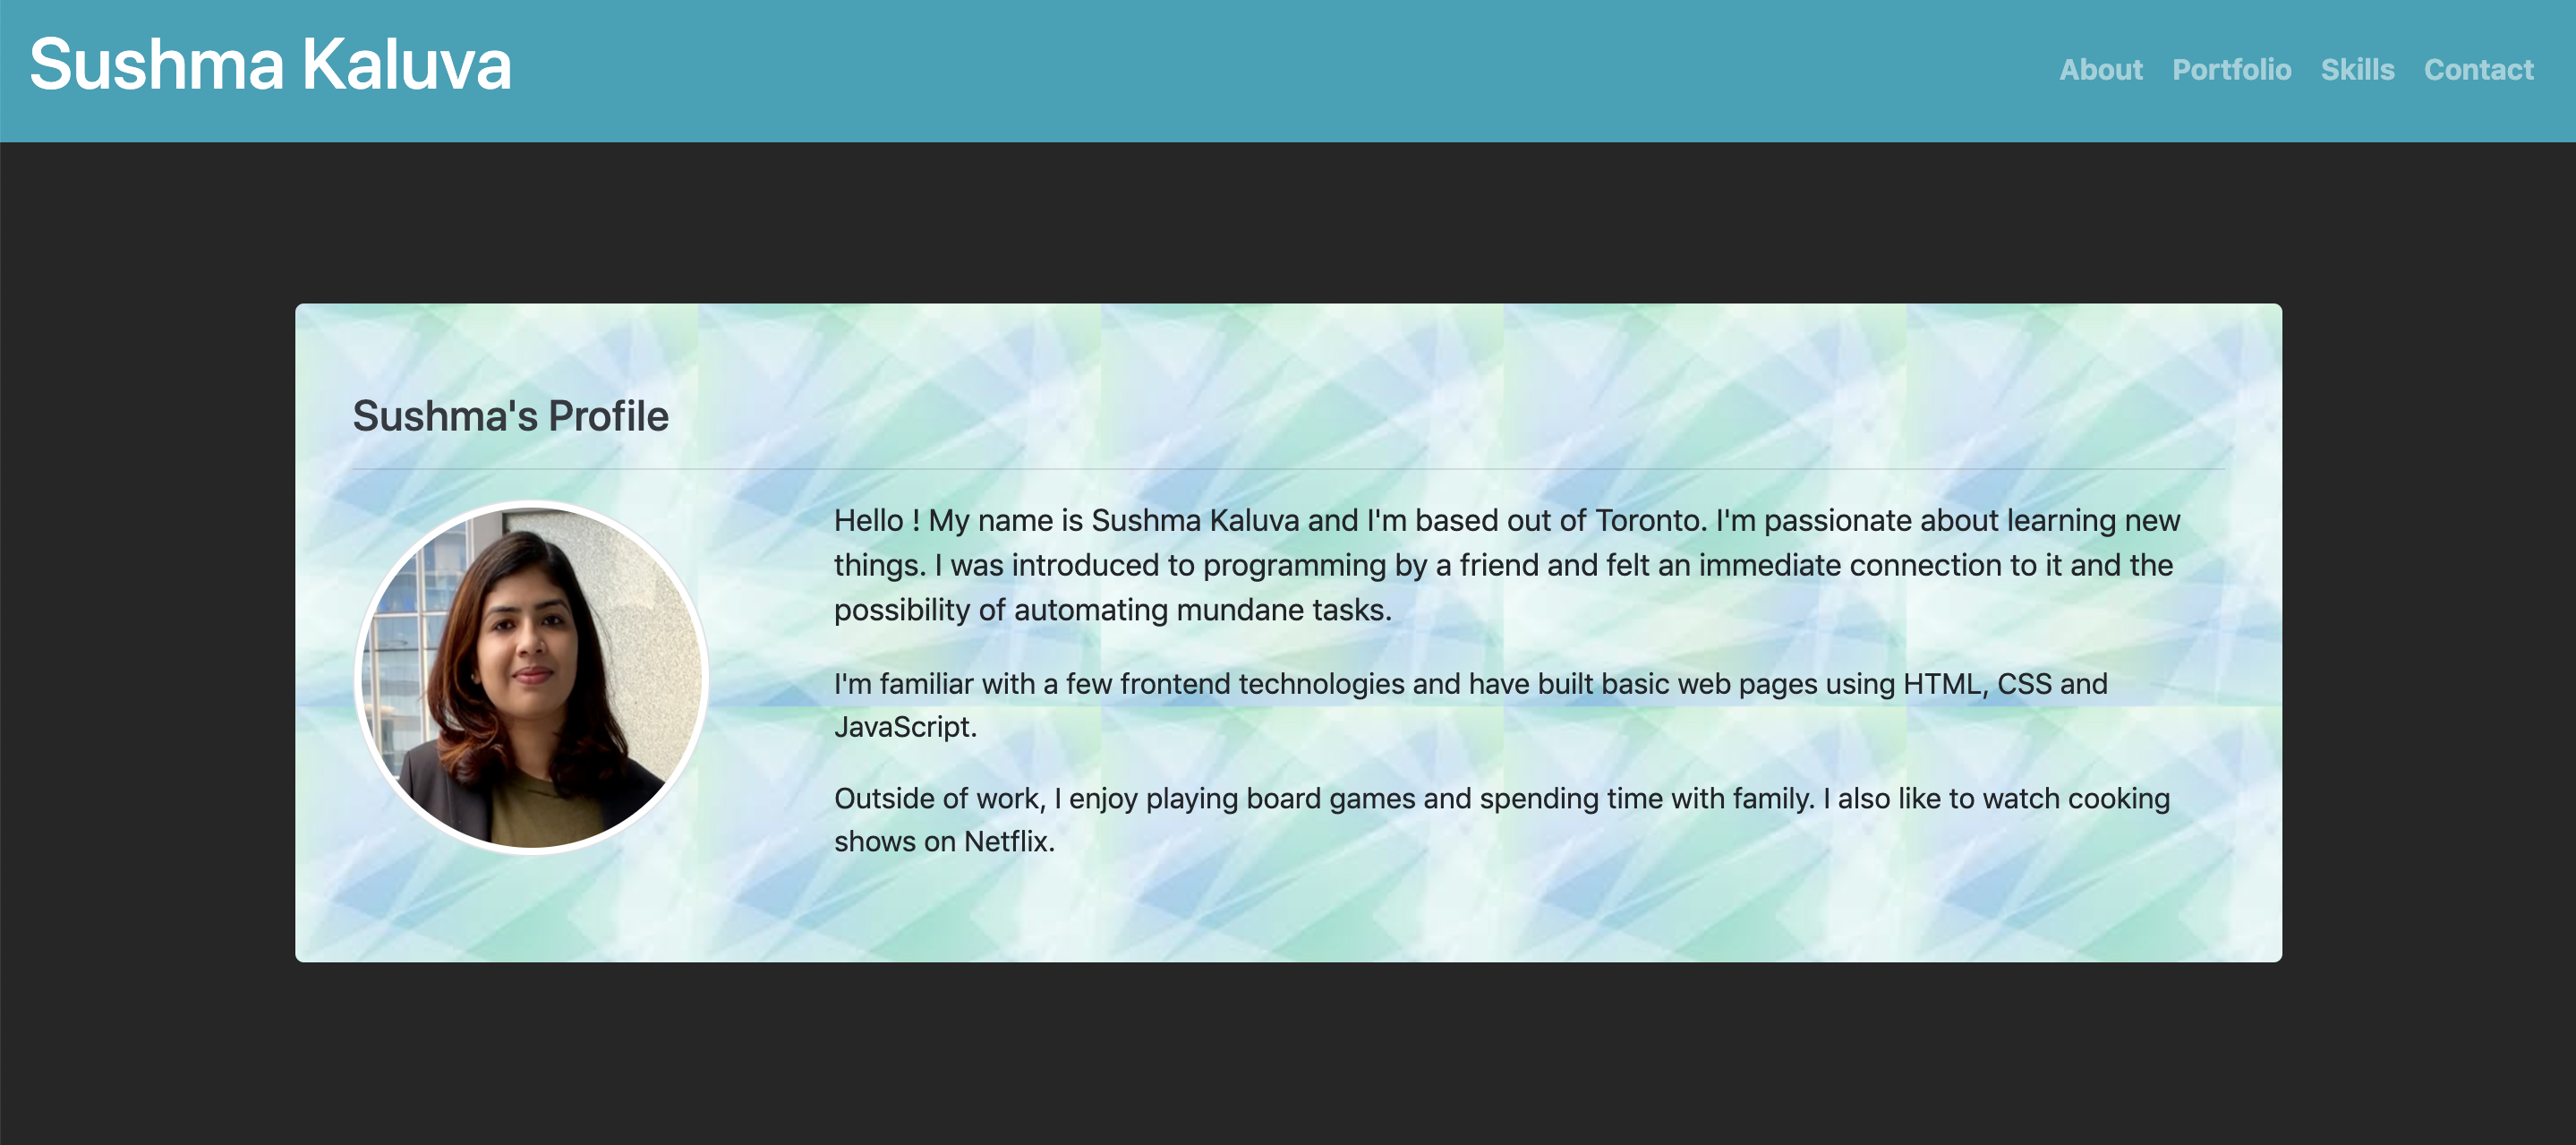 Sushma Kaluva
About Portfolio Skills Contact
Sushma's Profile
Hello ! My name is Sushma Kaluva and I'm based out of Toronto. I'm passionate about learning new
things. I was introduced to programming by a friend and felt an immediate connection to it and the
possibility of automating mundane tasks.
I'm familiar with a few frontend technologies and have built basic web pages using HTML, CSS and
JavaScript.
Outside of work, I enjoy playing board games and spending time with family. I also like to watch cooking
shows on Netflix.